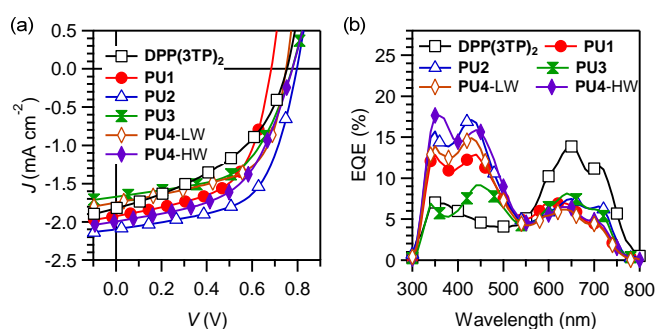 (a)
0.5
0.0
-0.5
-1.0
-1.5
-2.0
-2.5
J (mA cm⁻²)
DPP(3TP)₂
PU1
PU2
PU3
PU4-LW
PU4-HW
0.0 0.2 0.4 0.6 0.8
V (V)
(b)
30
25
20
15
10
5
0
EQE (%)
DPP(3TP)₂ PU1
PU2 PU3
PU4-LW PU4-HW
300 400 500 600 700 800
Wavelength (nm)